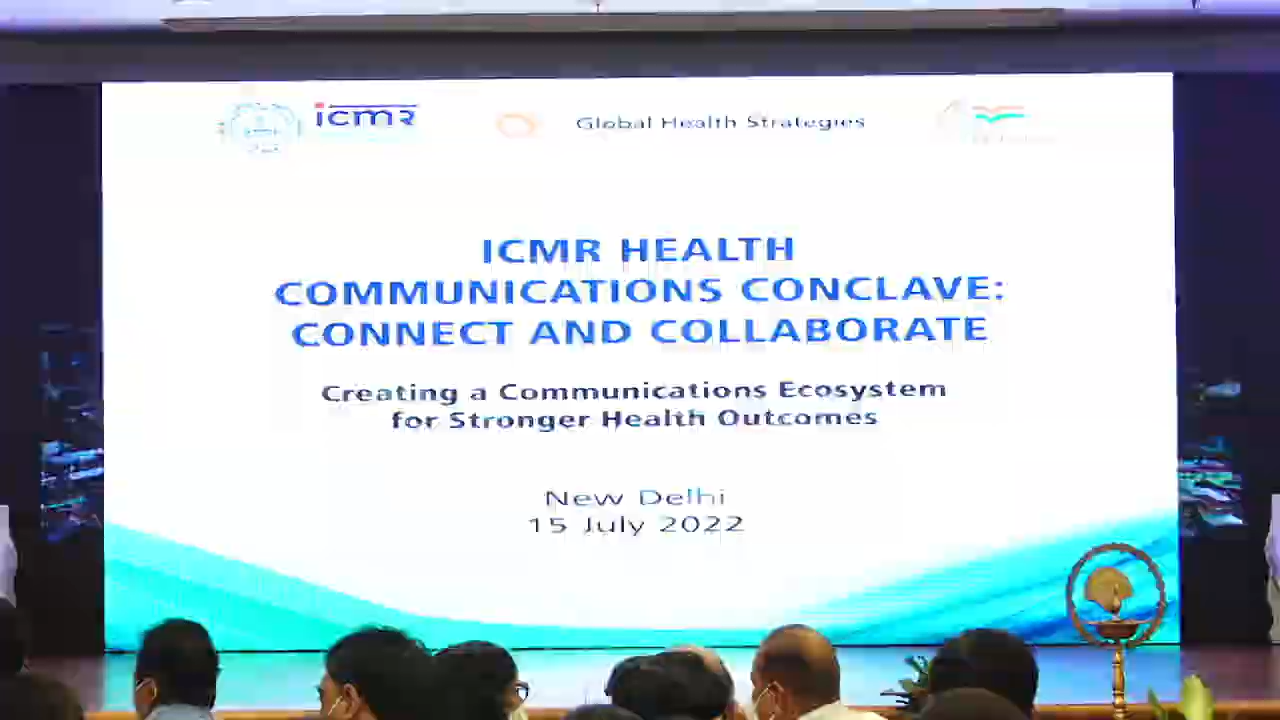 icmr
Global Health Strategies
ICMR HEALTH
COMMUNICATIONS CONCLAVE:
CONNECT AND COLLABORATE
Creating a Communications Ecosystem
for Stronger Health Outcomes
New Delhi
15 July 2022